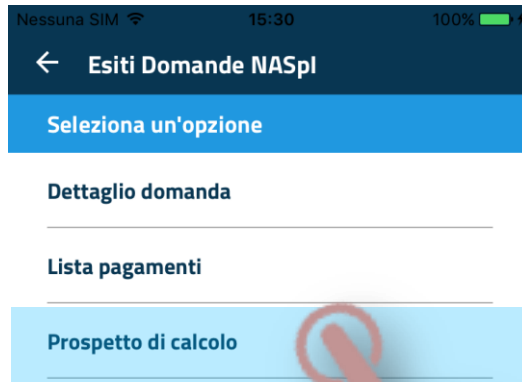 Nessuna SIM 15:30 100%
Esiti Domande NASpI
Seleziona un'opzione
Dettaglio domanda
Lista pagamenti
Prospetto di calcolo